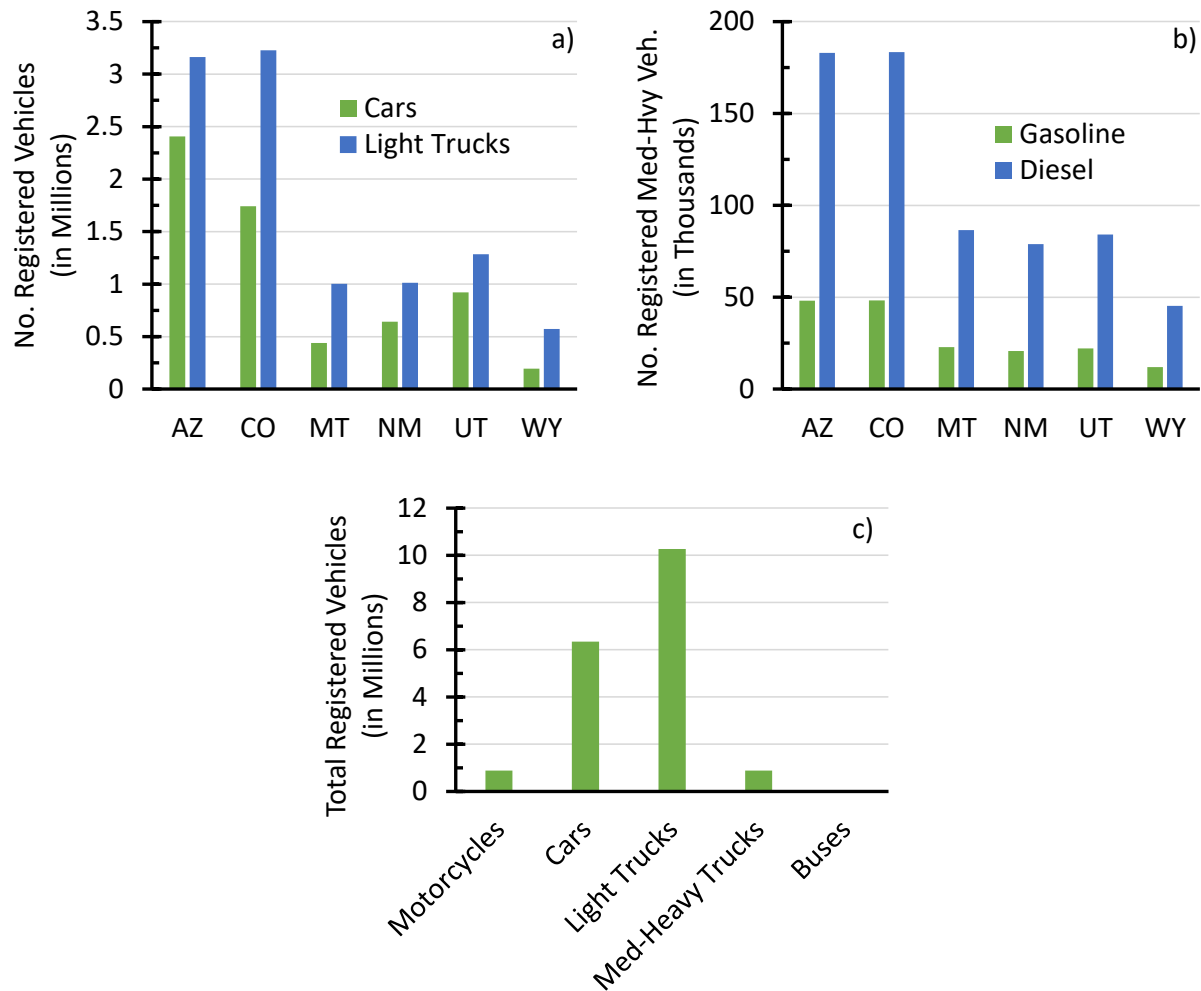 a)
No. Registered Vehicles
(in Millions)
3.5
3
2.5
2
1.5
1
0.5
0
Cars
Light Trucks
AZ CO MT NM UT WY
b)
No. Registered Med-Hvy Veh.
(in Thousands)
200
150
100
50
0
Gasoline
Diesel
AZ CO MT NM UT WY
c)
Total Registered Vehicles
(in Millions)
12
10
8
6
4
2
0
Motorcycles
Cars
Light Trucks
Med-Heavy Trucks
Buses